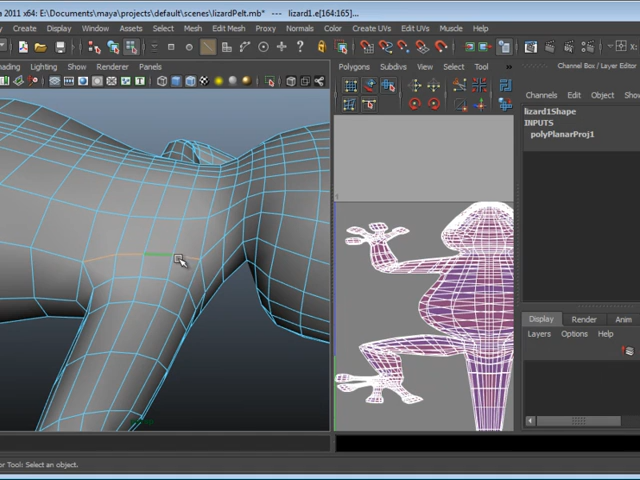 a 2011 x64: E:\Documents\maya\projects\default\scenes\lizardPelt.mb* --- lizard1.e[164:165]...
y Create Display Window Assets Select Mesh Edit Mesh Proxy Normals Color Create UVs Edit UVs Muscle Help
hading Lighting Show Renderer Panels
Polygons Subdivs View Select Tool
Channel Box / Layer Editor
Channels Edit Object Show
lizard1Shape
INPUTS
polyPlanarProj1
1
Display Render Anim
Layers Options Help
or Tool: Select an object.